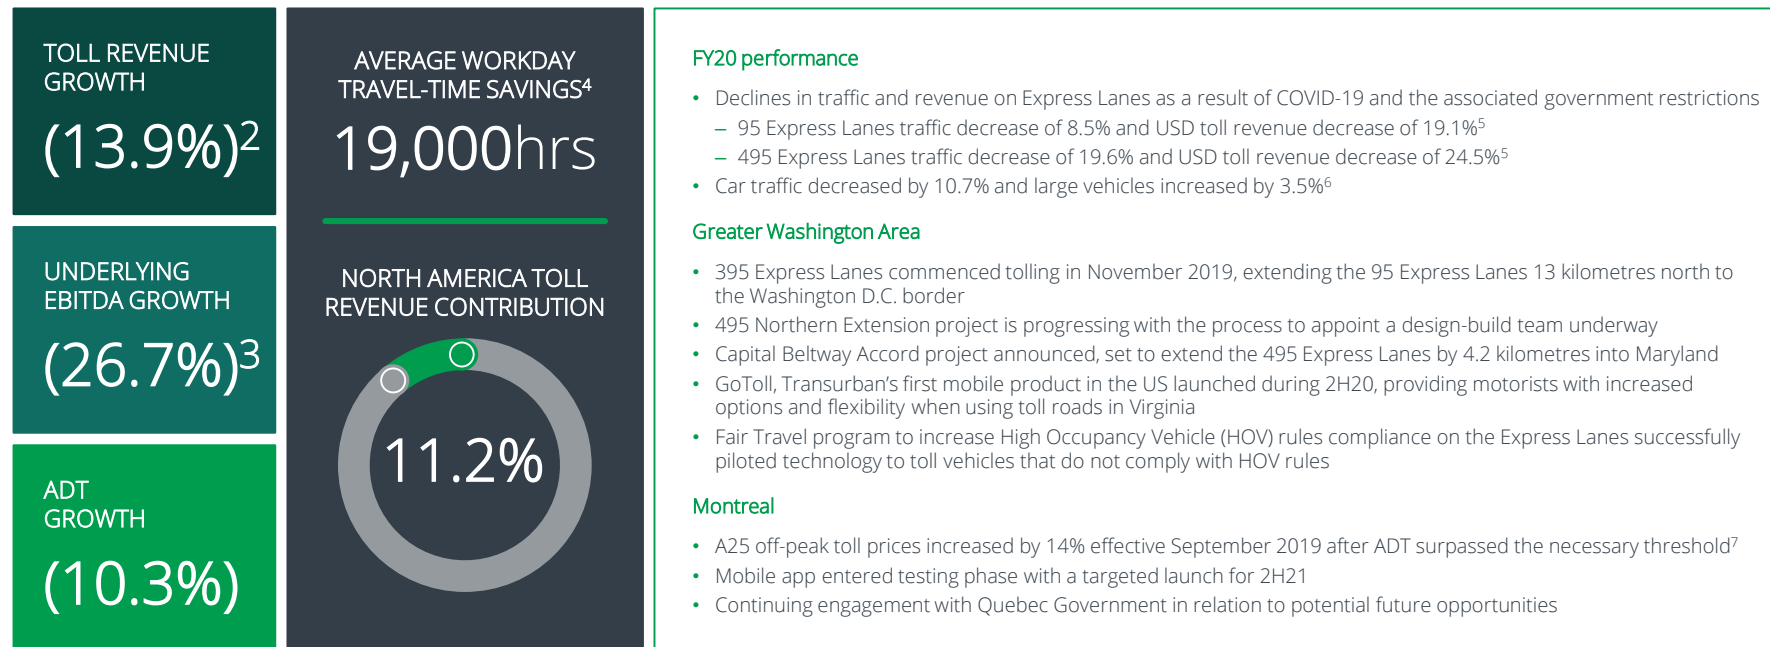 TOLL REVENUE
GROWTH
(13.9%)2
UNDERLYING
EBITDA GROWTH
(26.7%)3
ADT
GROWTH
(10.3%)
AVERAGE WORKDAY
TRAVEL-TIME SAVINGS4
19,000hrs
NORTH AMERICA TOLL
REVENUE CONTRIBUTION
11.2%
FY20 performance
• Declines in traffic and revenue on Express Lanes as a result of COVID-19 and the associated government restrictions
– 95 Express Lanes traffic decrease of 8.5% and USD toll revenue decrease of 19.1%5
– 495 Express Lanes traffic decrease of 19.6% and USD toll revenue decrease of 24.5%5
• Car traffic decreased by 10.7% and large vehicles increased by 3.5%6
Greater Washington Area
• 395 Express Lanes commenced tolling in November 2019, extending the 95 Express Lanes 13 kilometres north to
the Washington D.C. border
• 495 Northern Extension project is progressing with the process to appoint a design-build team underway
• Capital Beltway Accord project announced, set to extend the 495 Express Lanes by 4.2 kilometres into Maryland
• GoToll, Transurban's first mobile product in the US launched during 2H20, providing motorists with increased
options and flexibility when using toll roads in Virginia
• Fair Travel program to increase High Occupancy Vehicle (HOV) rules compliance on the Express Lanes successfully
piloted technology to toll vehicles that do not comply with HOV rules
Montreal
• A25 off-peak toll prices increased by 14% effective September 2019 after ADT surpassed the necessary threshold7
• Mobile app entered testing phase with a targeted launch for 2H21
• Continuing engagement with Quebec Government in relation to potential future opportunities